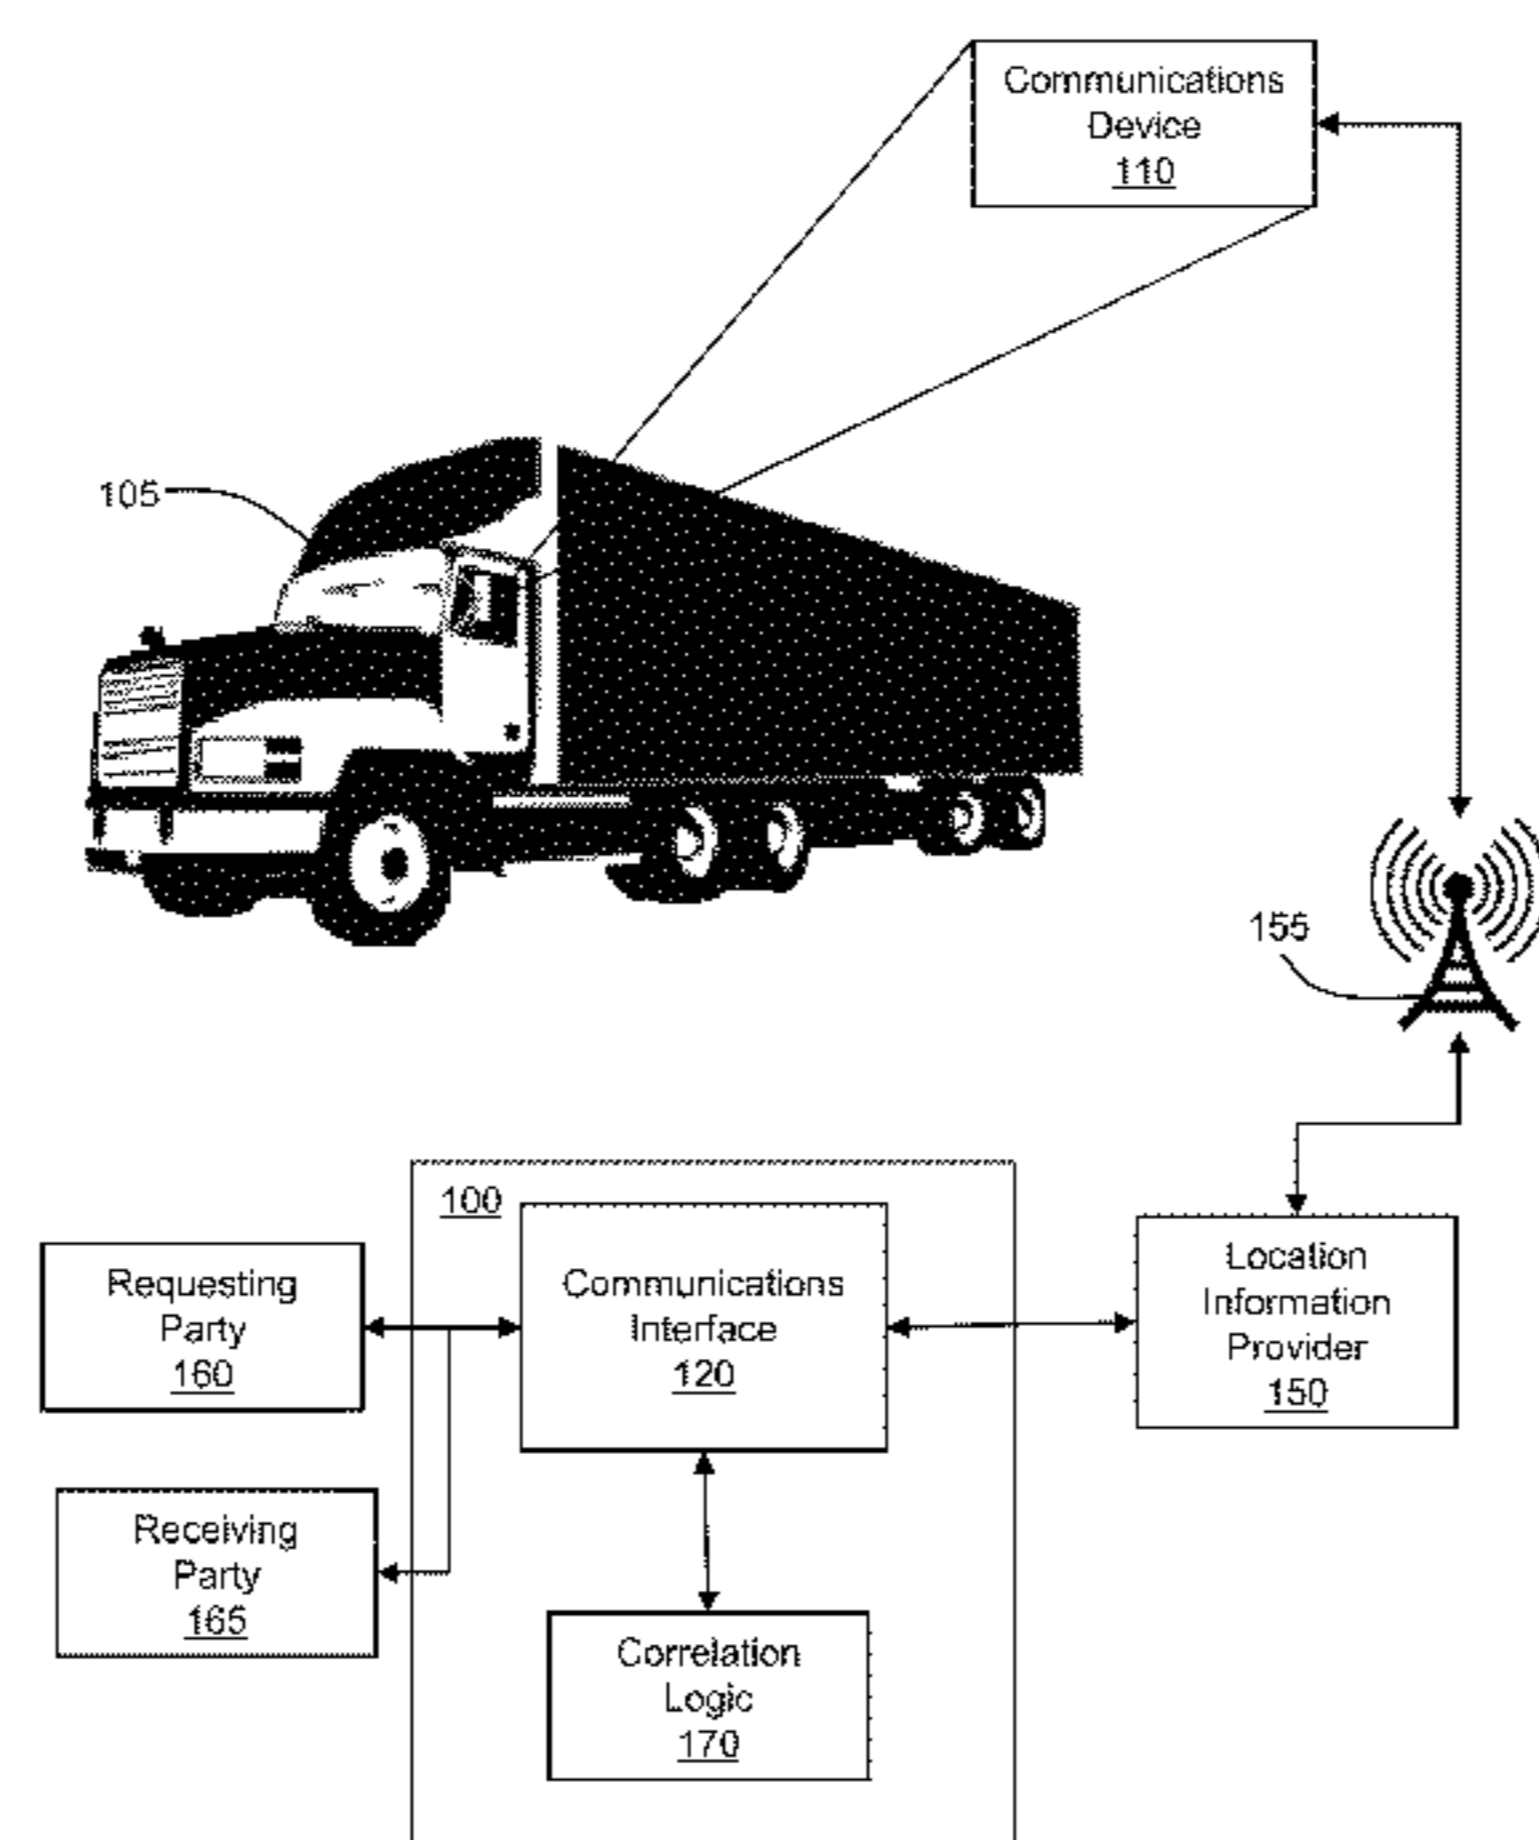 Communications
Device
110
105
155
100
Requesting
Party
160
Communications
Interface
120
Location
Information
Provider
150
Receiving
Party
165
Correlation
Logic
170